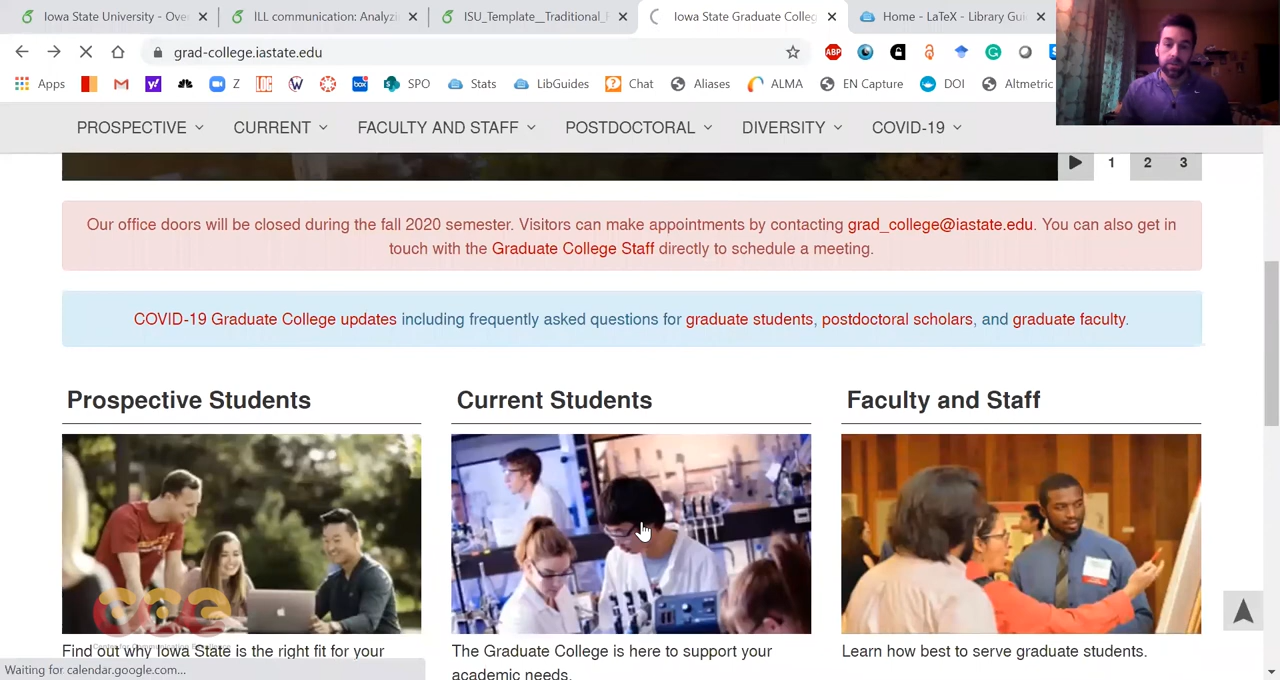 Iowa State University - Ove
ILL communication: Analyzi
ISU_Template__Traditional_
Iowa State Graduate Colleg
Home - LaTeX - Library Gui
grad-college.iastate.edu
ABP
Apps
Z
SPO
Stats
LibGuides
Chat
Aliases
ALMA
EN Capture
DOI
Altmetric
PROSPECTIVE
CURRENT
FACULTY AND STAFF
POSTDOCTORAL
DIVERSITY
COVID-19
1 2 3
Our office doors will be closed during the fall 2020 semester. Visitors can make appointments by contacting grad_college@iastate.edu. You can also get in
touch with the Graduate College Staff directly to schedule a meeting.
COVID-19 Graduate College updates including frequently asked questions for graduate students, postdoctoral scholars, and graduate faculty.
Prospective Students
Current Students
Faculty and Staff
Find out why Iowa State is the right fit for your
The Graduate College is here to support your
academic needs.
Learn how best to serve graduate students.
Waiting for calendar.google.com...